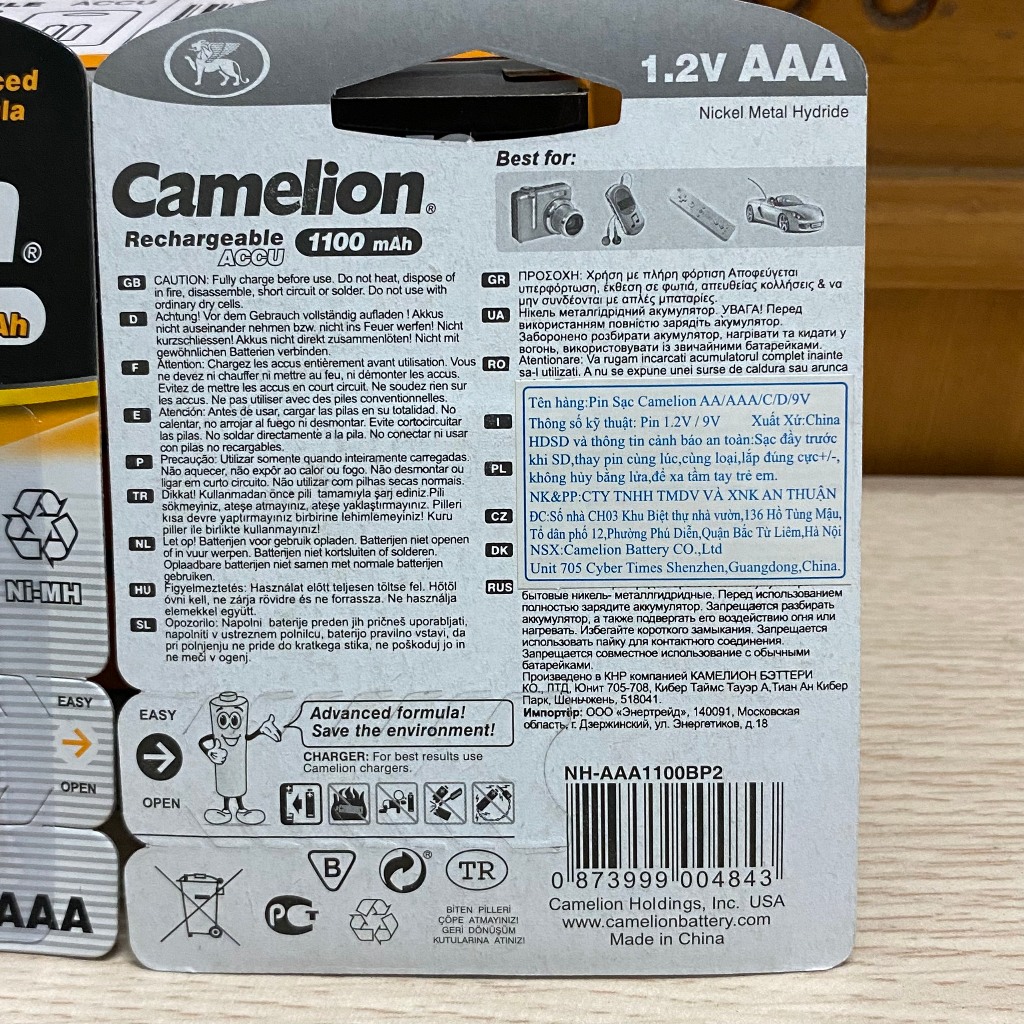 ACCU
ced
la
®
Ah
Ni-MH
EASY
OPEN
AAA
1.2V AAA
Nickel Metal Hydride
Camelion®
Rechargeable
ACCU
1100 mAh
Best for:
GB CAUTION: Fully charge before use. Do not heat, dispose of
in fire, disassemble, short circuit or solder. Do not use with
ordinary dry cells.
D Achtung! Vor dem Gebrauch vollständig aufladen ! Akkus
nicht auseinander nehmen bzw. nicht ins Feuer werfen! Nicht
kurzschliessen! Akkus nicht direkt zusammenlöten! Nicht mit
gewöhnlichen Batterien verbinden.
F Attention: Chargez les accus entièrement avant utilisation. Vous
ne devez ni chauffer ni mettre au feu, ni démonter les accus.
Evitez de mettre les accus en court circuit. Ne soudez rien sur
les accus. Ne pas utiliser avec des piles conventionnelles.
E Atención: Antes de usar, cargar las pilas en su totalidad. No
calentar, no arrojar al fuego ni desmontar. Evite cortocircuitar
las pilas. No soldar directamente a la pila. No conectar ni usar
con pilas no recargables.
P Precaução: Utilizar somente quando inteiramente carregadas.
Não aquecer, não expôr ao calor ou fogo. Não desmontar ou
ligar em curto circuito. Não utilizar com pilhas secas normais.
TR Dikkat! Kullanmadan önce pili tamamıyla şarj ediniz.Pili
sökmeyiniz, ateşe atmayınız, ateşe yaklaştırmayınız. Pilleri
kısa devre yaptırmayınız birbirine lehimlemeyiniz! Kuru
piller ile birlikte kullanmayınız!
NL Let op! Batterijen voor gebruik opladen. Batterijen niet openen
of in vuur werpen. Batterijen niet kortsluiten of solderen.
Oplaadbare batterijen niet samen met normale batterijen
gebruiken.
HU Figyelmeztetés: Használat előtt teljesen töltse fel. Hőtől
óvni kell, ne zárja rövidre és ne forrassza. Ne használja
elemekkel együtt.
SL Opozorilo: Napolni baterije preden jih pričneš uporabljati,
napolniti v ustreznem polnilcu, baterijo pravilno vstavi, da
pri polnjenju ne pride do kratkega stika, ne poškoduj jo in
ne meči v ogenj.
GR ΠΡΟΣΟΧΗ: Χρήση με πλήρη φόρτιση Αποφεύγεται
υπερφόρτωση, έκθεση σε φωτιά, απευθείας κολλήσεις & να
μην συνδέονται με απλές μπαταρίες.
UA Нікель металгідрідний акумулятор. УВАГА! Перед
використанням повністю зарядіть акумулятор.
Заборонено розбирати акумулятор, нагрівати та кидати у
вогонь, використовувати із звичайними батарейками.
RO Atentionare: Va rugam incarcati acumulatorul complet inainte
sa-l utilizati. A nu se expune unei surse de caldura sau arunca
I
PL
CZ
DK
RUS
Tên hàng:Pin Sạc Camelion AA/AAA/C/D/9V
Thông số kỹ thuật: Pin 1.2V / 9V Xuất Xứ:China
HDSD và thông tin cảnh báo an toàn:Sạc đầy trước
khi SD,thay pin cùng lúc,cùng loại,lắp đúng cực+/-,
không hủy bằng lửa,để xa tầm tay trẻ em.
NK&PP:CTY TNHH TMDV VÀ XNK AN THUẬN
ĐC:Số nhà CH03 Khu Biệt thự nhà vườn,136 Hồ Tùng Mậu,
Tổ dân phố 12,Phường Phú Diễn,Quận Bắc Từ Liêm,Hà Nội
NSX:Camelion Battery CO.,Ltd
Unit 705 Cyber Times Shenzhen,Guangdong,China.
бытовые никель- металлгидридные. Перед использованием
полностью зарядите аккумулятор. Запрещается разбирать
аккумулятор, а также подвергать его воздействию огня или
нагревать. Избегайте короткого замыкания. Запрещается
использовать пайку для контактного соединения.
Запрещается совместное использование с обычными
батарейками.
Произведено в КНР компанией КАМЕЛИОН БЭТТЕРИ
КО., ЛТД, Юнит 705-708, Кибер Таймс Тауэр А,Тиан Ан Кибер
Парк, Шеньчжень, 518041.
Импортёр: ООО «Энертрейд», 140091, Московская
область, г. Дзержинский, ул. Энергетиков, д.18
EASY
OPEN
Advanced formula!
Save the environment!
CHARGER: For best results use
Camelion chargers.
B
®
TR
PCT
BİTEN PİLLERİ
ÇÖPE ATMAYINIZ!
GERİ DÖNÜŞÜM
KUTULARINA ATINIZ!
NH-AAA1100BP2
0 873999 004843
Camelion Holdings, Inc. USA
www.camelionbattery.com
Made in China